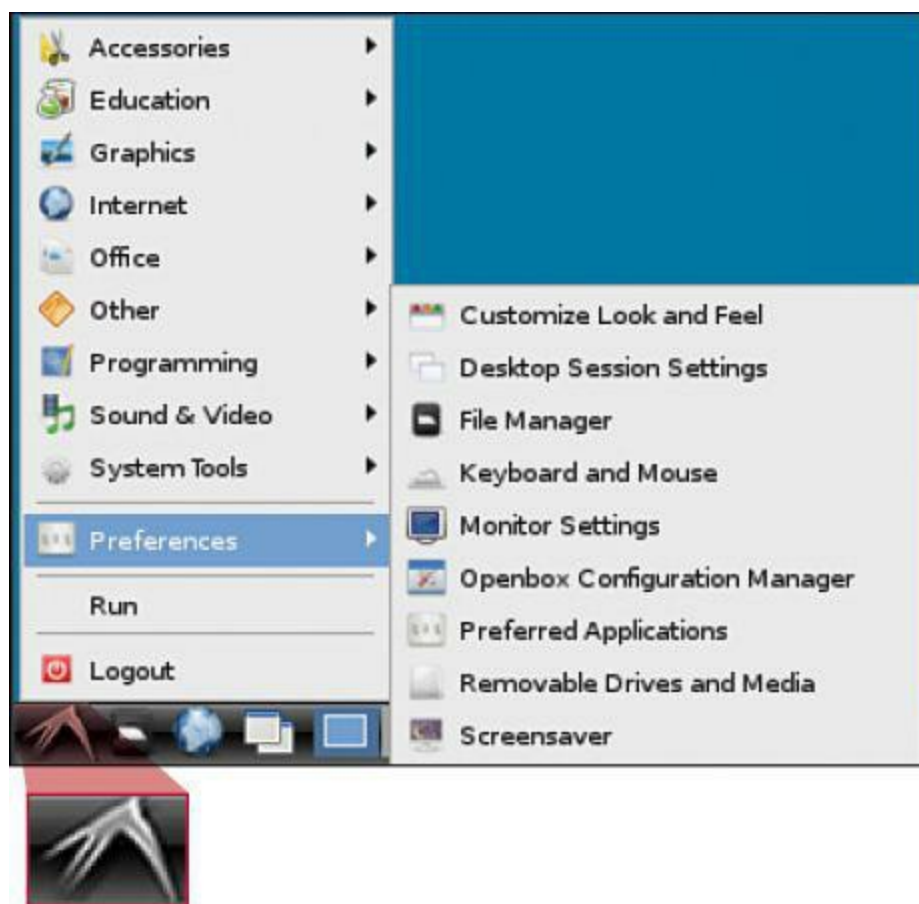 Accessories
Education
Graphics
Internet
Office
Other
Programming
Sound & Video
System Tools
Preferences
Run
Logout
Customize Look and Feel
Desktop Session Settings
File Manager
Keyboard and Mouse
Monitor Settings
Openbox Configuration Manager
Preferred Applications
Removable Drives and Media
Screensaver